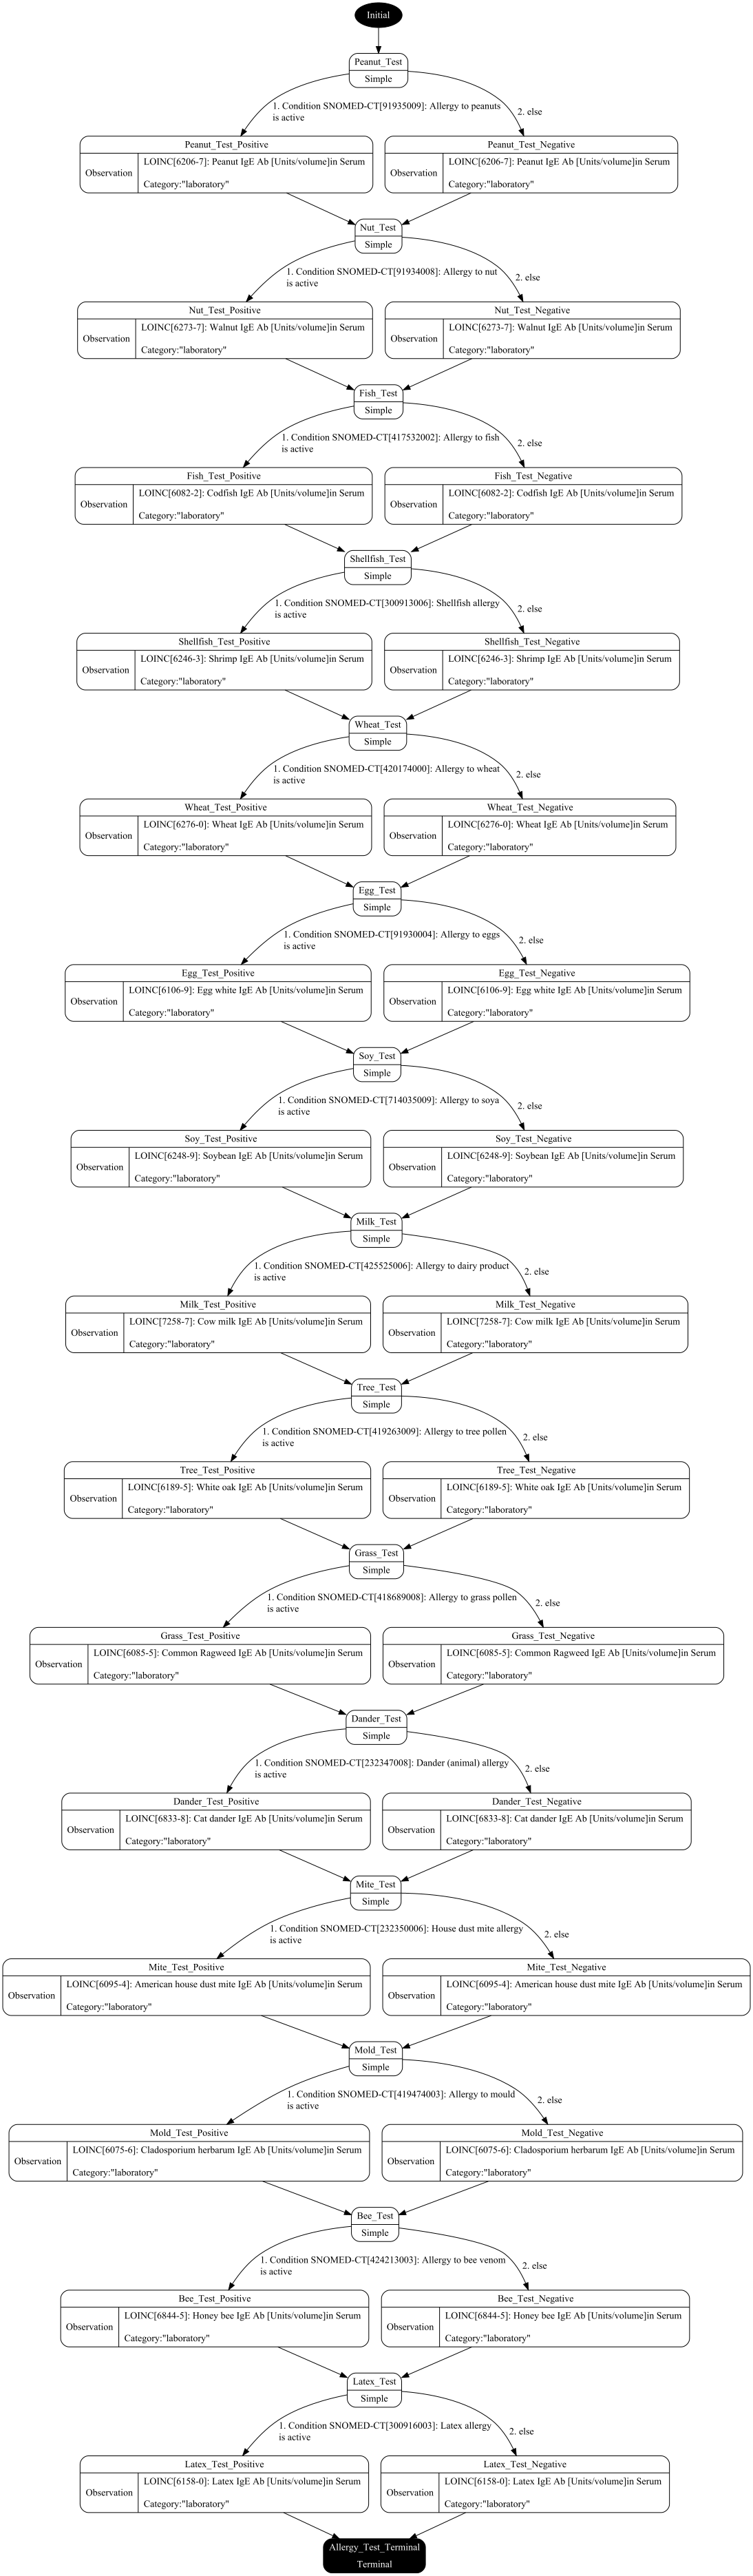 Initial
Peanut_Test
Simple
1. Condition SNOMED-CT[91935009]: Allergy to peanuts
is active
2. else
Peanut_Test_Positive
Observation
LOINC[6206-7]: Peanut IgE Ab [Units/volume]in Serum
Category:"laboratory"
Peanut_Test_Negative
Observation
LOINC[6206-7]: Peanut IgE Ab [Units/volume]in Serum
Category:"laboratory"
Nut_Test
Simple
1. Condition SNOMED-CT[91934008]: Allergy to nut
is active
2. else
Nut_Test_Positive
Observation
LOINC[6273-7]: Walnut IgE Ab [Units/volume]in Serum
Category:"laboratory"
Nut_Test_Negative
Observation
LOINC[6273-7]: Walnut IgE Ab [Units/volume]in Serum
Category:"laboratory"
Fish_Test
Simple
1. Condition SNOMED-CT[417532002]: Allergy to fish
is active
2. else
Fish_Test_Positive
Observation
LOINC[6082-2]: Codfish IgE Ab [Units/volume]in Serum
Category:"laboratory"
Fish_Test_Negative
Observation
LOINC[6082-2]: Codfish IgE Ab [Units/volume]in Serum
Category:"laboratory"
Shellfish_Test
Simple
1. Condition SNOMED-CT[300913006]: Shellfish allergy
is active
2. else
Shellfish_Test_Positive
Observation
LOINC[6246-3]: Shrimp IgE Ab [Units/volume]in Serum
Category:"laboratory"
Shellfish_Test_Negative
Observation
LOINC[6246-3]: Shrimp IgE Ab [Units/volume]in Serum
Category:"laboratory"
Wheat_Test
Simple
1. Condition SNOMED-CT[420174000]: Allergy to wheat
is active
2. else
Wheat_Test_Positive
Observation
LOINC[6276-0]: Wheat IgE Ab [Units/volume]in Serum
Category:"laboratory"
Wheat_Test_Negative
Observation
LOINC[6276-0]: Wheat IgE Ab [Units/volume]in Serum
Category:"laboratory"
Egg_Test
Simple
1. Condition SNOMED-CT[91930004]: Allergy to eggs
is active
2. else
Egg_Test_Positive
Observation
LOINC[6106-9]: Egg white IgE Ab [Units/volume]in Serum
Category:"laboratory"
Egg_Test_Negative
Observation
LOINC[6106-9]: Egg white IgE Ab [Units/volume]in Serum
Category:"laboratory"
Soy_Test
Simple
1. Condition SNOMED-CT[714035009]: Allergy to soya
is active
2. else
Soy_Test_Positive
Observation
LOINC[6248-9]: Soybean IgE Ab [Units/volume]in Serum
Category:"laboratory"
Soy_Test_Negative
Observation
LOINC[6248-9]: Soybean IgE Ab [Units/volume]in Serum
Category:"laboratory"
Milk_Test
Simple
1. Condition SNOMED-CT[425525006]: Allergy to dairy product
is active
2. else
Milk_Test_Positive
Observation
LOINC[7258-7]: Cow milk IgE Ab [Units/volume]in Serum
Category:"laboratory"
Milk_Test_Negative
Observation
LOINC[7258-7]: Cow milk IgE Ab [Units/volume]in Serum
Category:"laboratory"
Tree_Test
Simple
1. Condition SNOMED-CT[419263009]: Allergy to tree pollen
is active
2. else
Tree_Test_Positive
Observation
LOINC[6189-5]: White oak IgE Ab [Units/volume]in Serum
Category:"laboratory"
Tree_Test_Negative
Observation
LOINC[6189-5]: White oak IgE Ab [Units/volume]in Serum
Category:"laboratory"
Grass_Test
Simple
1. Condition SNOMED-CT[418689008]: Allergy to grass pollen
is active
2. else
Grass_Test_Positive
Observation
LOINC[6085-5]: Common Ragweed IgE Ab [Units/volume]in Serum
Category:"laboratory"
Grass_Test_Negative
Observation
LOINC[6085-5]: Common Ragweed IgE Ab [Units/volume]in Serum
Category:"laboratory"
Dander_Test
Simple
1. Condition SNOMED-CT[232347008]: Dander (animal) allergy
is active
2. else
Dander_Test_Positive
Observation
LOINC[6833-8]: Cat dander IgE Ab [Units/volume]in Serum
Category:"laboratory"
Dander_Test_Negative
Observation
LOINC[6833-8]: Cat dander IgE Ab [Units/volume]in Serum
Category:"laboratory"
Mite_Test
Simple
1. Condition SNOMED-CT[232350006]: House dust mite allergy
is active
2. else
Mite_Test_Positive
Observation
LOINC[6095-4]: American house dust mite IgE Ab [Units/volume]in Serum
Category:"laboratory"
Mite_Test_Negative
Observation
LOINC[6095-4]: American house dust mite IgE Ab [Units/volume]in Serum
Category:"laboratory"
Mold_Test
Simple
1. Condition SNOMED-CT[419474003]: Allergy to mould
is active
2. else
Mold_Test_Positive
Observation
LOINC[6075-6]: Cladosporium herbarum IgE Ab [Units/volume]in Serum
Category:"laboratory"
Mold_Test_Negative
Observation
LOINC[6075-6]: Cladosporium herbarum IgE Ab [Units/volume]in Serum
Category:"laboratory"
Bee_Test
Simple
1. Condition SNOMED-CT[424213003]: Allergy to bee venom
is active
2. else
Bee_Test_Positive
Observation
LOINC[6844-5]: Honey bee IgE Ab [Units/volume]in Serum
Category:"laboratory"
Bee_Test_Negative
Observation
LOINC[6844-5]: Honey bee IgE Ab [Units/volume]in Serum
Category:"laboratory"
Latex_Test
Simple
1. Condition SNOMED-CT[300916003]: Latex allergy
is active
2. else
Latex_Test_Positive
Observation
LOINC[6158-0]: Latex IgE Ab [Units/volume]in Serum
Category:"laboratory"
Latex_Test_Negative
Observation
LOINC[6158-0]: Latex IgE Ab [Units/volume]in Serum
Category:"laboratory"
Allergy_Test_Terminal
Terminal